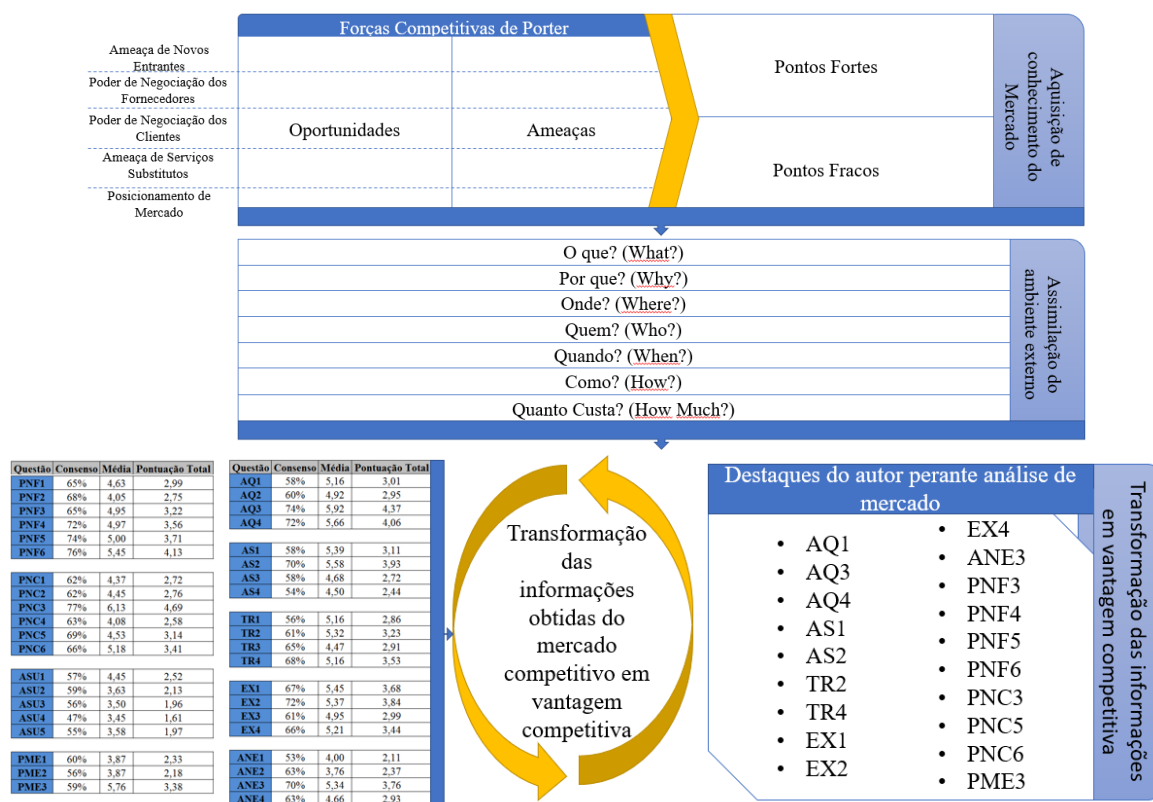 Forças Competitivas de Porter
Ameaça de Novos
Entrantes
Poder de Negociação dos
Fornecedores
Poder de Negociação dos
Clientes
Ameaça de Serviços
Substitutos
Posicionamento de
Mercado
Oportunidades
Ameaças
Pontos Fortes
Pontos Fracos
Aquisição de
conhecimento do
Mercado
O que? (What?)
Por que? (Why?)
Onde? (Where?)
Quem? (Who?)
Quando? (When?)
Como? (How?)
Quanto Custa? (How Much?)
Assimilação do
ambiente externo
Questão Consenso Média Pontuação Total
PNF1 65% 4,63 2,99
PNF2 68% 4,05 2,75
PNF3 65% 4,95 3,22
PNF4 72% 4,97 3,56
PNF5 74% 5,00 3,71
PNF6 76% 5,45 4,13
PNC1 62% 4,37 2,72
PNC2 62% 4,45 2,76
PNC3 77% 6,13 4,69
PNC4 63% 4,08 2,58
PNC5 69% 4,53 3,14
PNC6 66% 5,18 3,41
ASU1 57% 4,45 2,52
ASU2 59% 3,63 2,13
ASU3 56% 3,50 1,96
ASU4 47% 3,45 1,61
ASU5 55% 3,58 1,97
PME1 60% 3,87 2,33
PME2 56% 3,87 2,18
PME3 59% 5,76 3,38
Questão Consenso Média Pontuação Total
AQ1 58% 5,16 3,01
AQ2 60% 4,92 2,95
AQ3 74% 5,92 4,37
AQ4 72% 5,66 4,06
AS1 58% 5,39 3,11
AS2 70% 5,58 3,93
AS3 58% 4,68 2,72
AS4 54% 4,50 2,44
TR1 56% 5,16 2,86
TR2 61% 5,32 3,23
TR3 65% 4,47 2,91
TR4 68% 5,16 3,53
EX1 67% 5,45 3,68
EX2 72% 5,37 3,84
EX3 61% 4,95 2,99
EX4 66% 5,21 3,44
ANE1 53% 4,00 2,11
ANE2 63% 3,76 2,37
ANE3 70% 5,34 3,76
ANE4 63% 4,66 2,93
Transformação
das
informações
obtidas do
mercado
competitivo em
vantagem
competitiva
Destaques do autor perante análise de
mercado
• AQ1
• AQ3
• AQ4
• AS1
• AS2
• TR2
• TR4
• EX1
• EX2
• EX4
• ANE3
• PNF3
• PNF4
• PNF5
• PNF6
• PNC3
• PNC5
• PNC6
• PME3
Transformação das informações
em vantagem competitiva